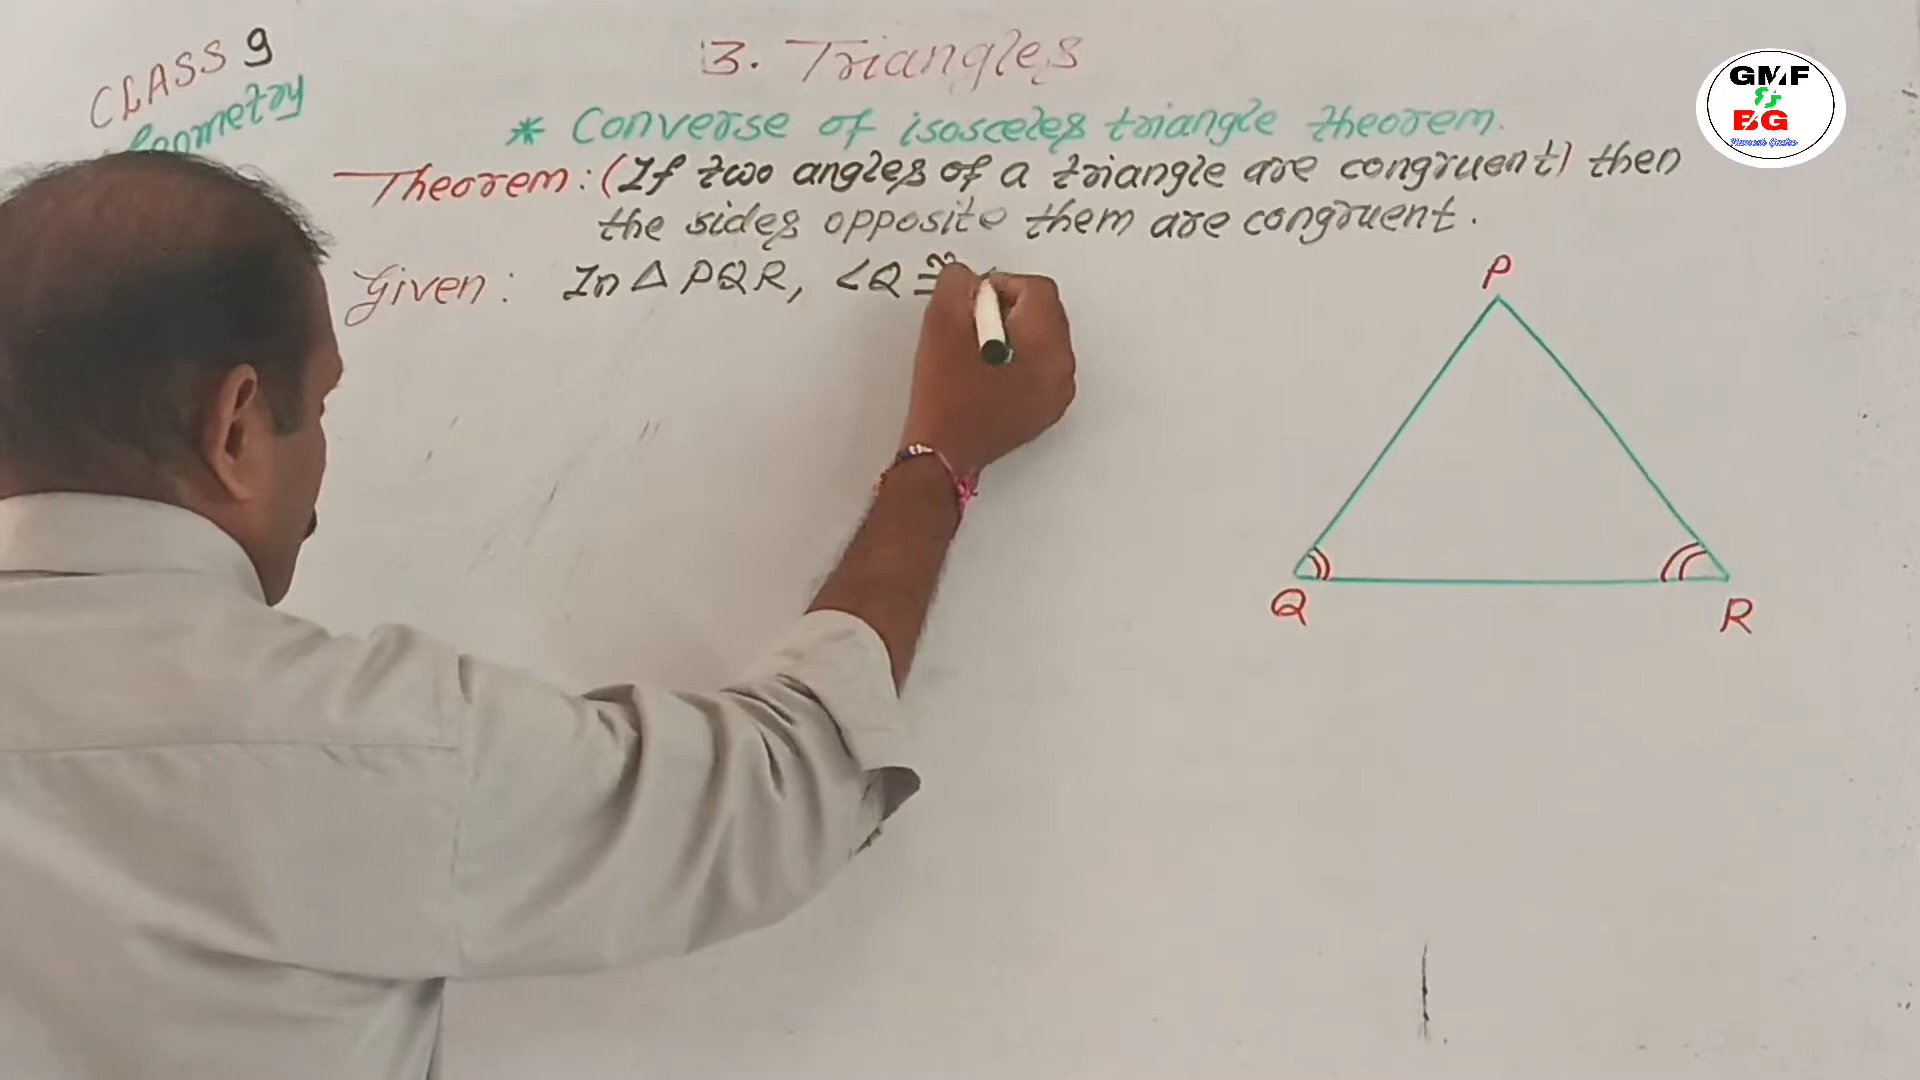 CLASS 9
Geometry
3. Triangles
* Converse of isosceles triangle theorem.
Theorem: (If two angles of a triangle are congruent) then
the sides opposite them are congruent.
Given: In △ PQR, ∠Q ≅
P
Q
R
GMF
BG